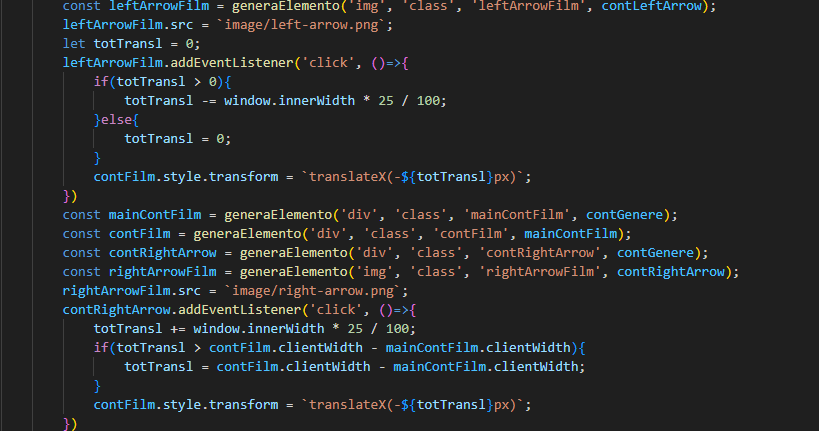 const leftArrowFilm = generaElemento('img', 'class', 'leftArrowFilm', contLeftArrow);
leftArrowFilm.src = `image/left-arrow.png`;
let totTransl = 0;
leftArrowFilm.addEventListener('click', ()=>{
    if(totTransl > 0){
        totTransl -= window.innerWidth * 25 / 100;
    }else{
        totTransl = 0;
    }
    contFilm.style.transform = `translateX(-${totTransl}px)`;
})
const mainContFilm = generaElemento('div', 'class', 'mainContFilm', contGenere);
const contFilm = generaElemento('div', 'class', 'contFilm', mainContFilm);
const contRightArrow = generaElemento('div', 'class', 'contRightArrow', contGenere);
const rightArrowFilm = generaElemento('img', 'class', 'rightArrowFilm', contRightArrow);
rightArrowFilm.src = `image/right-arrow.png`;
contRightArrow.addEventListener('click', ()=>{
    totTransl += window.innerWidth * 25 / 100;
    if(totTransl > contFilm.clientWidth - mainContFilm.clientWidth){
        totTransl = contFilm.clientWidth - mainContFilm.clientWidth;
    }
    contFilm.style.transform = `translateX(-${totTransl}px)`;
})